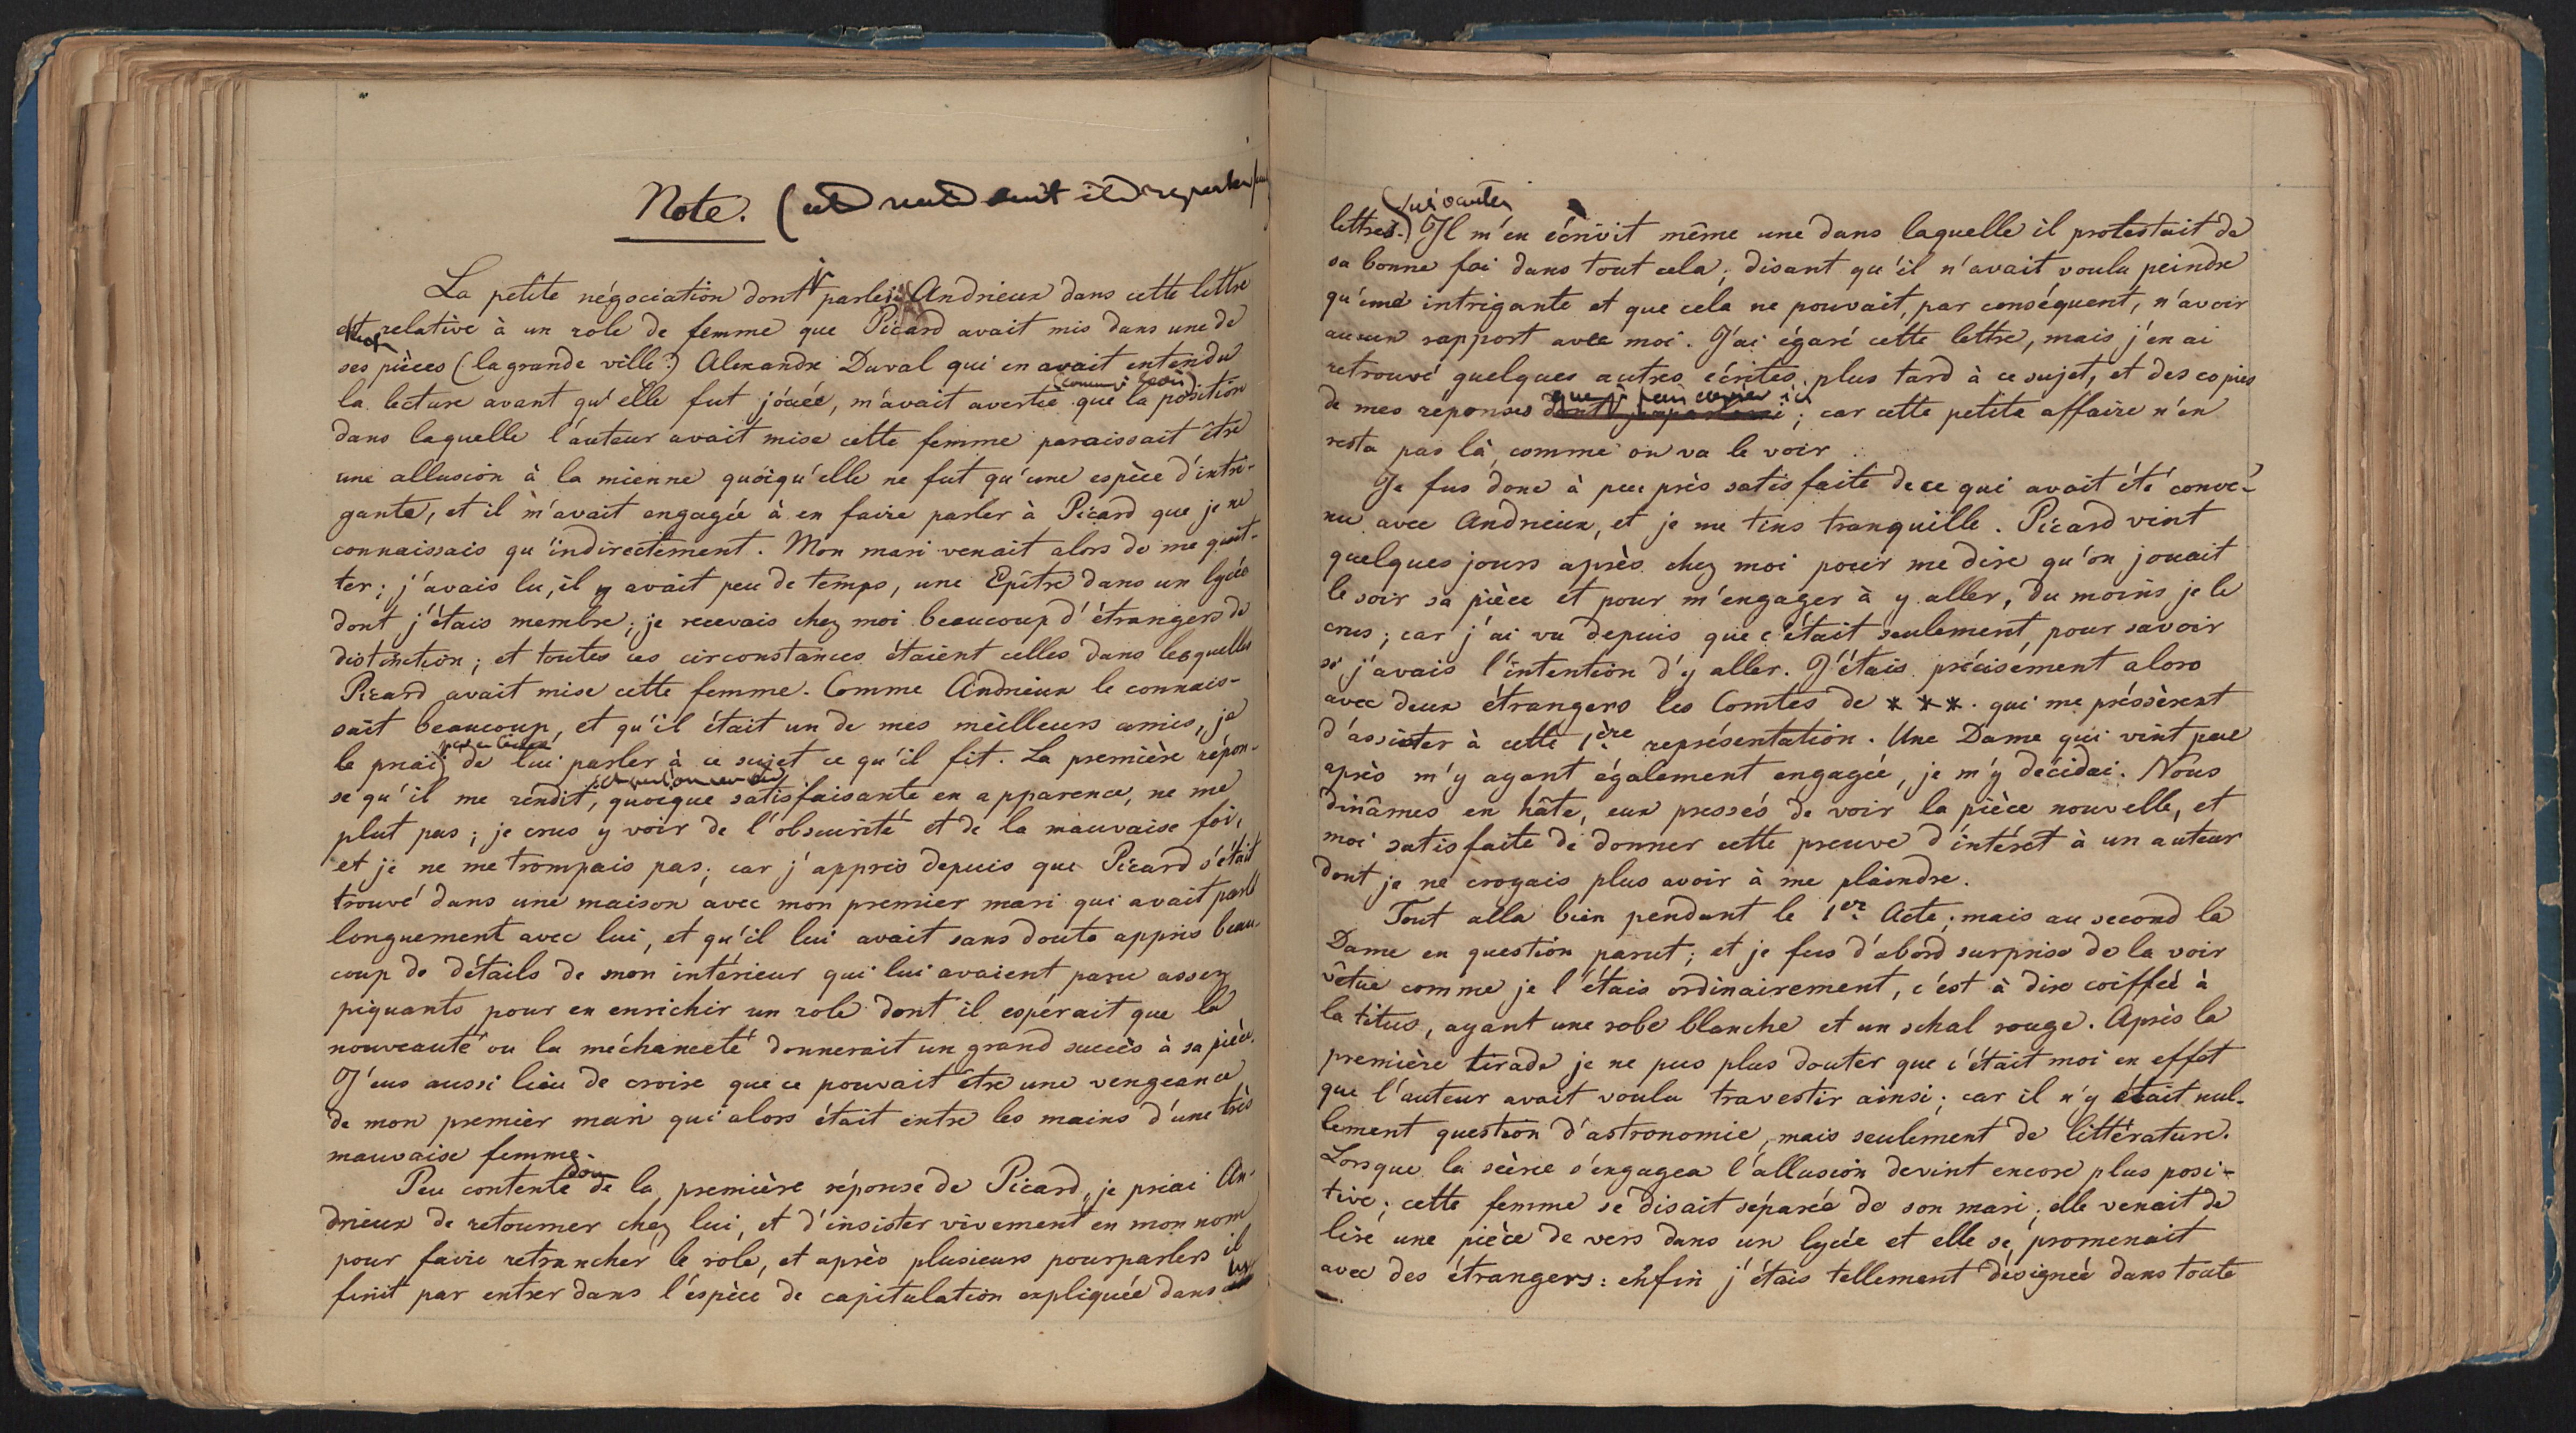 Note. (
La petite négociation dont parle Andrieux dans cette lettre
est relative à un role de femme que Picard avait mis dans une de
ses pièces (la grande ville.) Alexandre Duval qui en avait entendu
la lecture avant qu'elle fut jouée, m'avait avertie que la position
dans laquelle l'auteur avait mise cette femme paraissait être
une allusion à la mienne quoiqu'elle ne fut qu'une espèce d'intri-
gante, et il m'avait engagée à en faire parler à Picard que je ne
connaissais qu'indirectement. Mon mari venait alors de me quit-
ter; j'avais lu, il y avait peu de temps, une Epître dans un lycée
dont j'étais membre; je recevais chez moi beaucoup d'étrangers de
distinction; et toutes ces circonstances étaient celles dans lesquelles
Picard avait mise cette femme. Comme Andrieux le connais-
sait beaucoup, et qu'il était un de mes meilleurs amis, je
le priai de lui parler à ce sujet ce qu'il fit. La première répon-
se qu'il me rendit, quoique satisfaisante en apparence, ne me
plut pas; je crus y voir de l'obscurité et de la mauvaise foi,
et je ne me trompais pas; car j'appris depuis que Picard s'était
trouvé dans une maison avec mon premier mari qui avait parlé
longuement avec lui, et qu'il lui avait sans doute appris beau-
coup de détails de mon intérieur qui lui avaient paru assez
piquants pour en enrichir un role dont il espérait que la
nouveauté ou la méchanceté donnerait un grand succès à sa pièce.
J'eus aussi lieu de croire que ce pouvait être une vengeance
de mon premier mari qui alors était entre les mains d'une très
mauvaise femme.
Peu contente donc de la première réponse de Picard, je priai An-
drieux de retourner chez lui, et d'insister vivement en mon nom
pour faire retrancher le role, et après plusieurs pourparlers il
finit par entrer dans l'espèce de capitulation expliquée dans les
suivantes
lettres.) Il m'en écrivit même une dans laquelle il protestait de
sa bonne foi dans tout cela; disant qu'il n'avait voulu peindre
qu'une intrigante et que cela ne pouvait, par conséquent, n'avoir
aucun rapport avec moi. J'ai égaré cette lettre, mais j'en ai
retrouvé quelques autres écrites plus tard à ce sujet, et des copies
de mes réponses ; car cette petite affaire n'en
resta pas là, comme on va le voir.
Je fus donc à peu près satisfaite de ce qui avait été conve-
nu avec Andrieux, et je me tins tranquille. Picard vint
quelques jours après chez moi pour me dire qu'on jouait
le soir sa pièce et pour m'engager à y aller, du moins je le
crus; car j'ai vu depuis que c'était seulement pour savoir
si j'avais l'intention d'y aller. J'étais précisément alors
avec deux étrangers les Comtes de ***. qui me préssèrent
d'assister à cette 1ère représentation. Une Dame qui vint peu
après m'y ayant également engagée, je m'y décidai. Nous
dinâmes en hâte, eux pressés de voir la pièce nouvelle, et
moi satisfaite de donner cette preuve d'intérêt à un auteur
dont je ne croyais plus avoir à me plaindre.
Tout alla bien pendant le 1er Acte; mais au second la
Dame en question parut; et je fus d'abord surprise de la voir
vêtue comme je l'étais ordinairement, c'est à dire coiffée à
la titus, ayant une robe blanche et un schal rouge. Après la
première tirade je ne pus plus douter que c'était moi en effet
que l'auteur avait voulu travestir ainsi; car il n'y était nul-
lement question d'astronomie, mais seulement de littérature.
Lorsque la scène s'engagea l'allusion devint encore plus posi-
tive; cette femme se disait séparée de son mari; elle venait de
lire une pièce de vers dans un lycée et elle se promenait
avec des étrangers: enfin j'étais tellement désignée dans toute